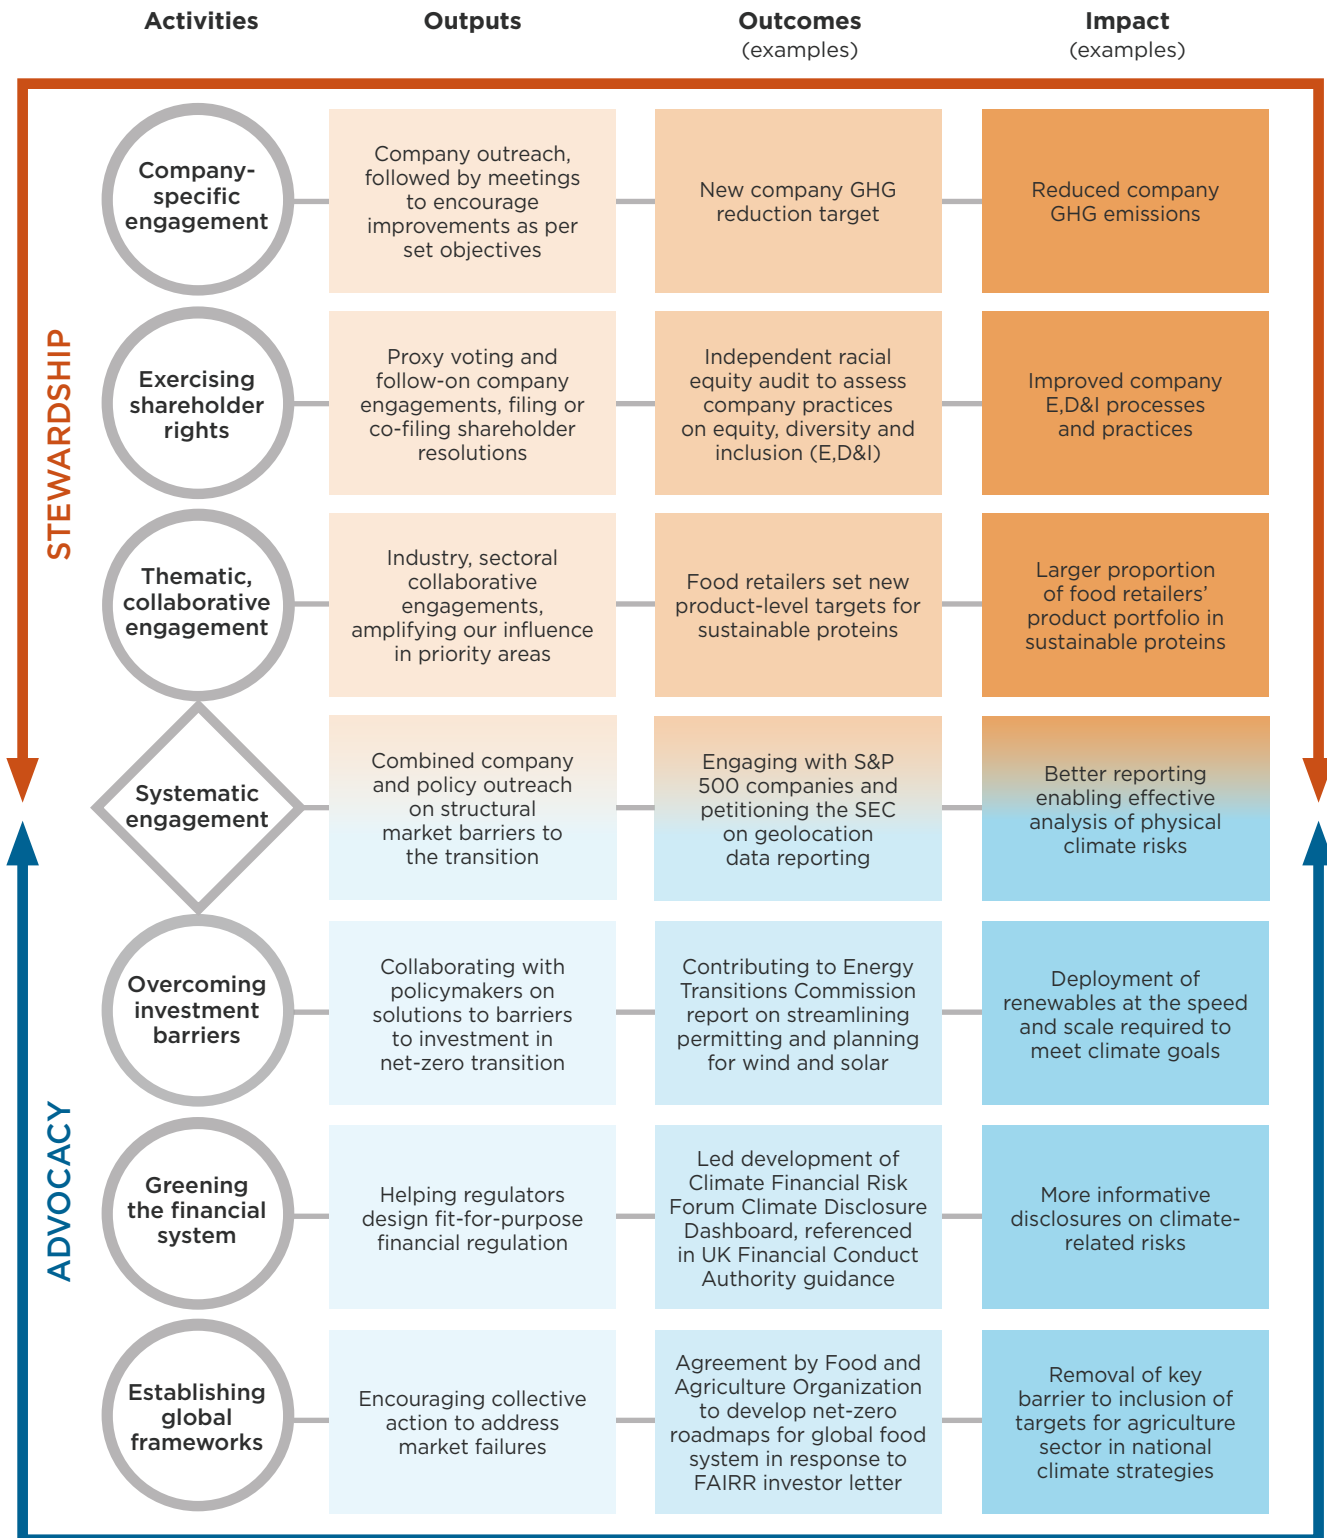 Activities
Outputs
Outcomes
(examples)
Impact
(examples)
STEWARDSHIP
Company-
specific
engagement
Company outreach,
followed by meetings
to encourage
improvements as per
set objectives
New company GHG
reduction target
Reduced company
GHG emissions
Exercising
shareholder
rights
Proxy voting and
follow-on company
engagements, filing or
co-filing shareholder
resolutions
Independent racial
equity audit to assess
company practices
on equity, diversity and
inclusion (E,D&I)
Improved company
E,D&I processes
and practices
Thematic,
collaborative
engagement
Industry, sectoral
collaborative
engagements,
amplifying our influence
in priority areas
Food retailers set new
product-level targets for
sustainable proteins
Larger proportion
of food retailers’
product portfolio in
sustainable proteins
Systematic
engagement
Combined company
and policy outreach
on structural
market barriers to
the transition
Engaging with S&P
500 companies and
petitioning the SEC
on geolocation
data reporting
Better reporting
enabling effective
analysis of physical
climate risks
ADVOCACY
Overcoming
investment
barriers
Collaborating with
policymakers on
solutions to barriers
to investment in
net-zero transition
Contributing to Energy
Transitions Commission
report on streamlining
permitting and planning
for wind and solar
Deployment of
renewables at the speed
and scale required to
meet climate goals
Greening
the financial
system
Helping regulators
design fit-for-purpose
financial regulation
Led development of
Climate Financial Risk
Forum Climate Disclosure
Dashboard, referenced
in UK Financial Conduct
Authority guidance
More informative
disclosures on climate-
related risks
Establishing
global
frameworks
Encouraging collective
action to address
market failures
Agreement by Food and
Agriculture Organization
to develop net-zero
roadmaps for global food
system in response to
FAIRR investor letter
Removal of key
barrier to inclusion of
targets for agriculture
sector in national
climate strategies